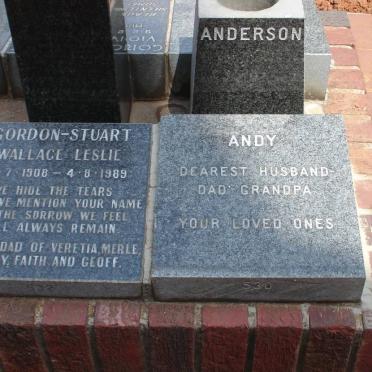 ANDERSON
GORDON-STUART
WALLACE LESLIE
7 1908 - 4-8-1989
HIDE THE TEARS
WE MENTION YOUR NAME
THE SORROW WE FEEL
ALWAYS REMAIN.
DAD OF VERETIA, MERLE,
FAITH AND GEOFF.
ANDY
DEAREST HUSBAND
DAD GRANDPA
YOUR LOVED ONES
530